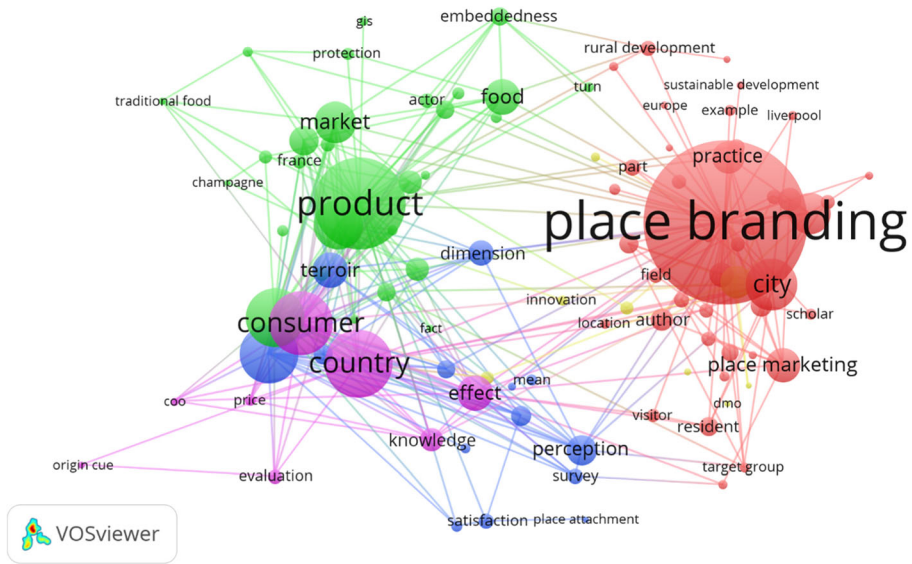 embeddedness
gis
rural development
protection
sustainable development
turn
traditional food
actor
food
europe
example
liverpool
market
practice
france
part
champagne
product
place branding
dimension
terroir
field
city
innovation
consumer
fact
location
author
scholar
country
place marketing
mean
effect
coo
price
dmo
visitor
resident
knowledge
perception
origin cue
evaluation
survey
target group
satisfaction
place attachment
VOSviewer